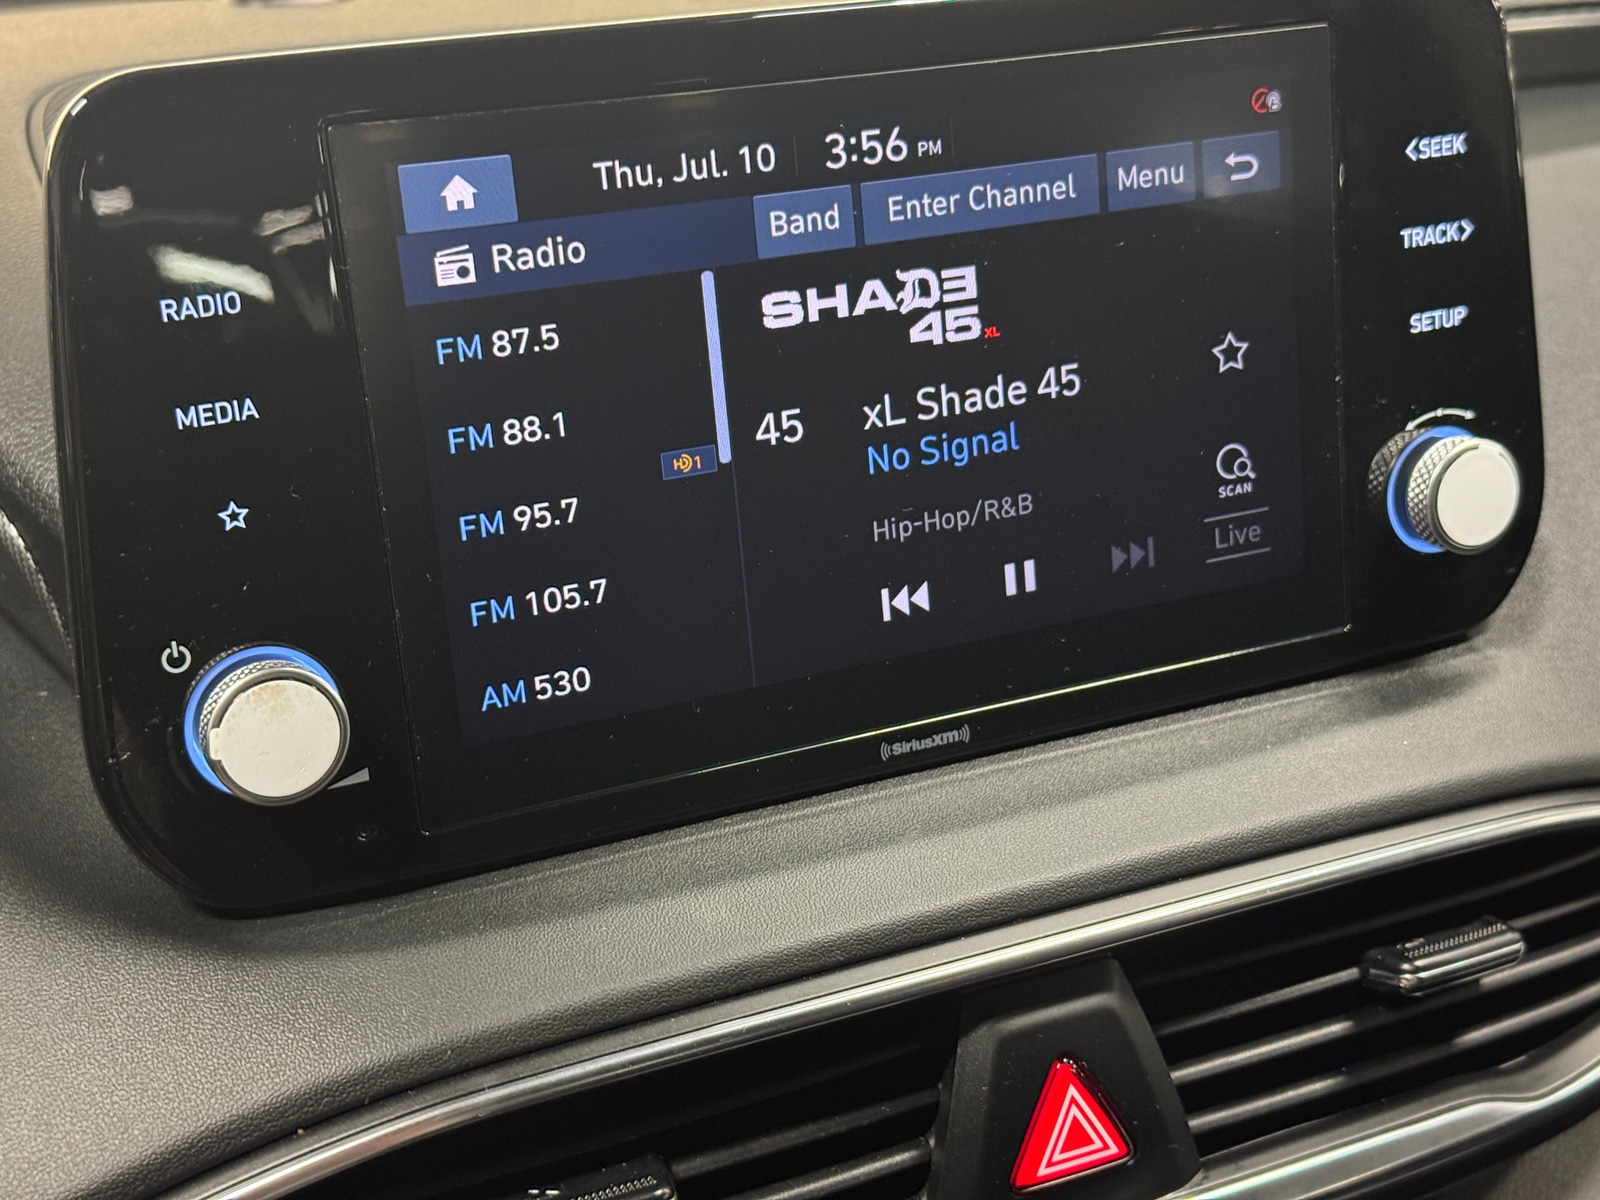 Thu, Jul. 10 3:56 PM
Radio Band Enter Channel Menu
RADIO
MEDIA
FM 87.5
FM 88.1
HD1
FM 95.7
FM 105.7
AM 530
SHADE
45 XL
45 xL Shade 45
No Signal
Hip-Hop/R&B
SCAN
Live
<SEEK
TRACK>
SETUP
((SiriusXM))